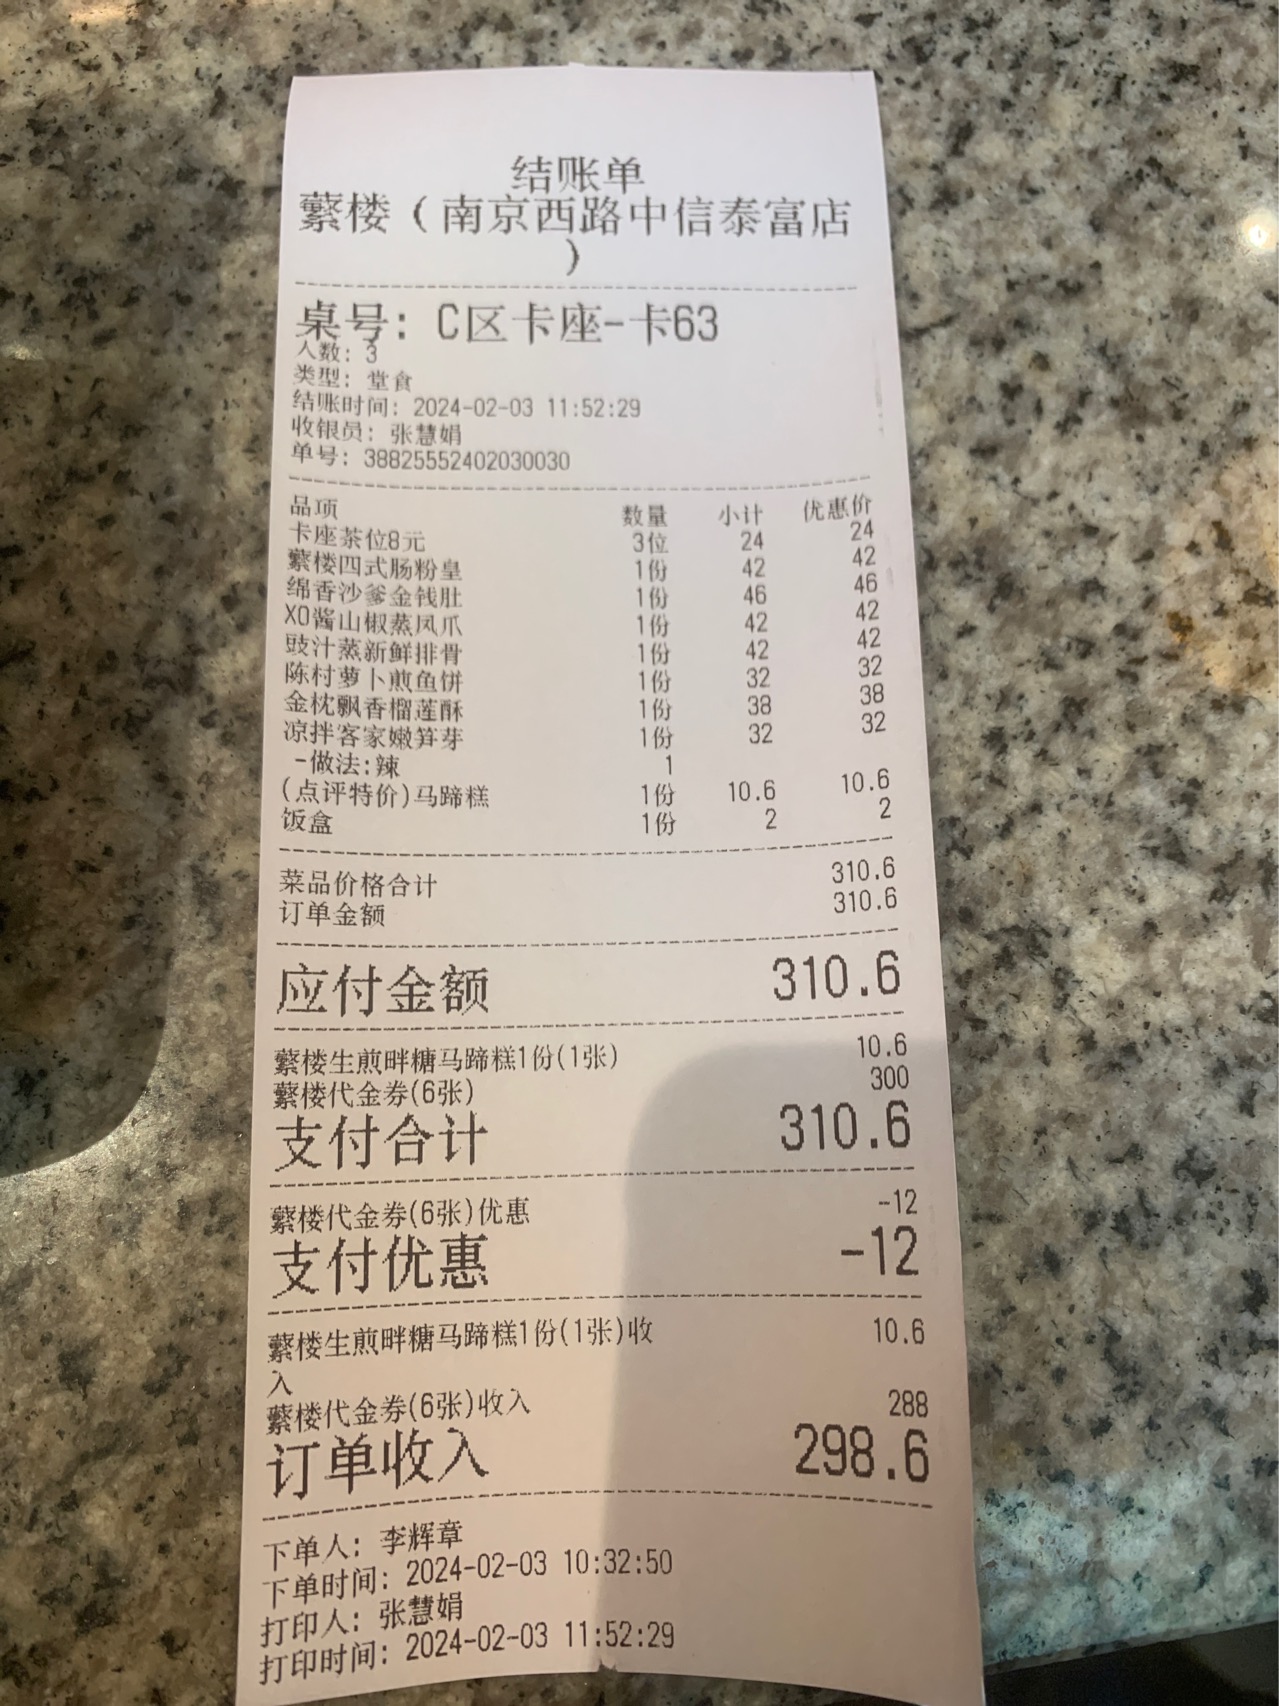 结账单
蘩楼（南京西路中信泰富店
）
桌号: C区卡座-卡63
人数: 3
类型: 堂食
结账时间: 2024-02-03 11:52:29
收银员: 张慧娟
单号: 38825552402030030
品项 数量 小计 优惠价
卡座茶位8元 3位 24 24
蘩楼四式肠粉皇 1份 42 42
绵香沙爹金钱肚 1份 46 46
XO酱山椒蒸凤爪 1份 42 42
豉汁蒸新鲜排骨 1份 42 42
陈村萝卜煎鱼饼 1份 32 32
金枕飘香榴莲酥 1份 38 38
凉拌客家嫩笋芽 1份 32 32
-做法:辣 1
(点评特价)马蹄糕 1份 10.6 10.6
饭盒 1份 2 2
菜品价格合计 310.6
订单金额 310.6
应付金额 310.6
蘩楼生煎畔糖马蹄糕1份(1张) 10.6
蘩楼代金券(6张) 300
支付合计 310.6
蘩楼代金券(6张)优惠 -12
支付优惠 -12
蘩楼生煎畔糖马蹄糕1份(1张)收 10.6
入
蘩楼代金券(6张)收入 288
订单收入 298.6
下单人: 李辉章
下单时间: 2024-02-03 10:32:50
打印人: 张慧娟
打印时间: 2024-02-03 11:52:29